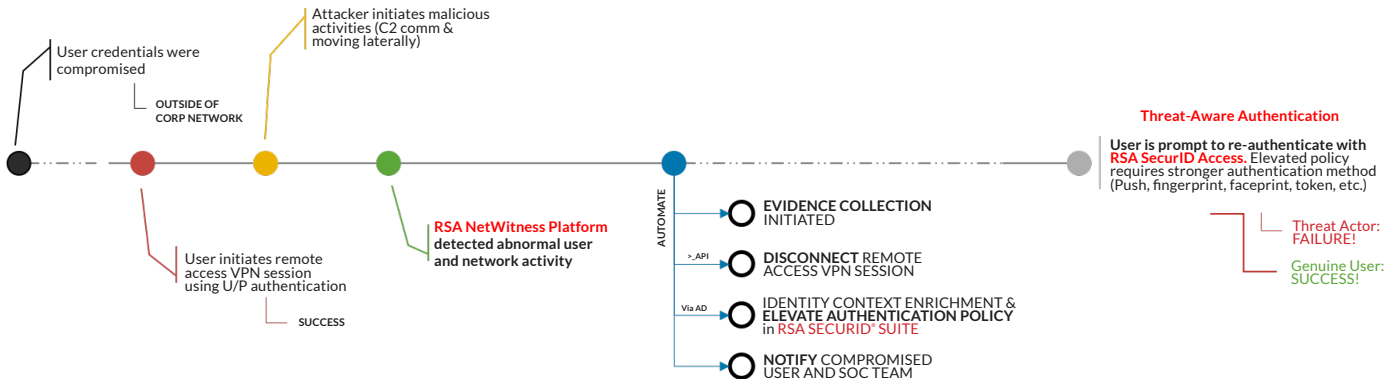 User credentials were
compromised
OUTSIDE OF
CORP NETWORK
User initiates remote
access VPN session
using U/P authentication
SUCCESS
Attacker initiates malicious
activities (C2 comm &
moving laterally)
RSA NetWitness Platform
detected abnormal user
and network activity
AUTOMATE
EVIDENCE COLLECTION
INITIATED
>_API
DISCONNECT REMOTE
ACCESS VPN SESSION
Via AD
IDENTITY CONTEXT ENRICHMENT &
ELEVATE AUTHENTICATION POLICY
in RSA SECURID® SUITE
NOTIFY COMPROMISED
USER AND SOC TEAM
Threat-Aware Authentication
User is prompt to re-authenticate with
RSA SecurID Access. Elevated policy
requires stronger authentication method
(Push, fingerprint, faceprint, token, etc.)
Threat Actor:
FAILURE!
Genuine User:
SUCCESS!